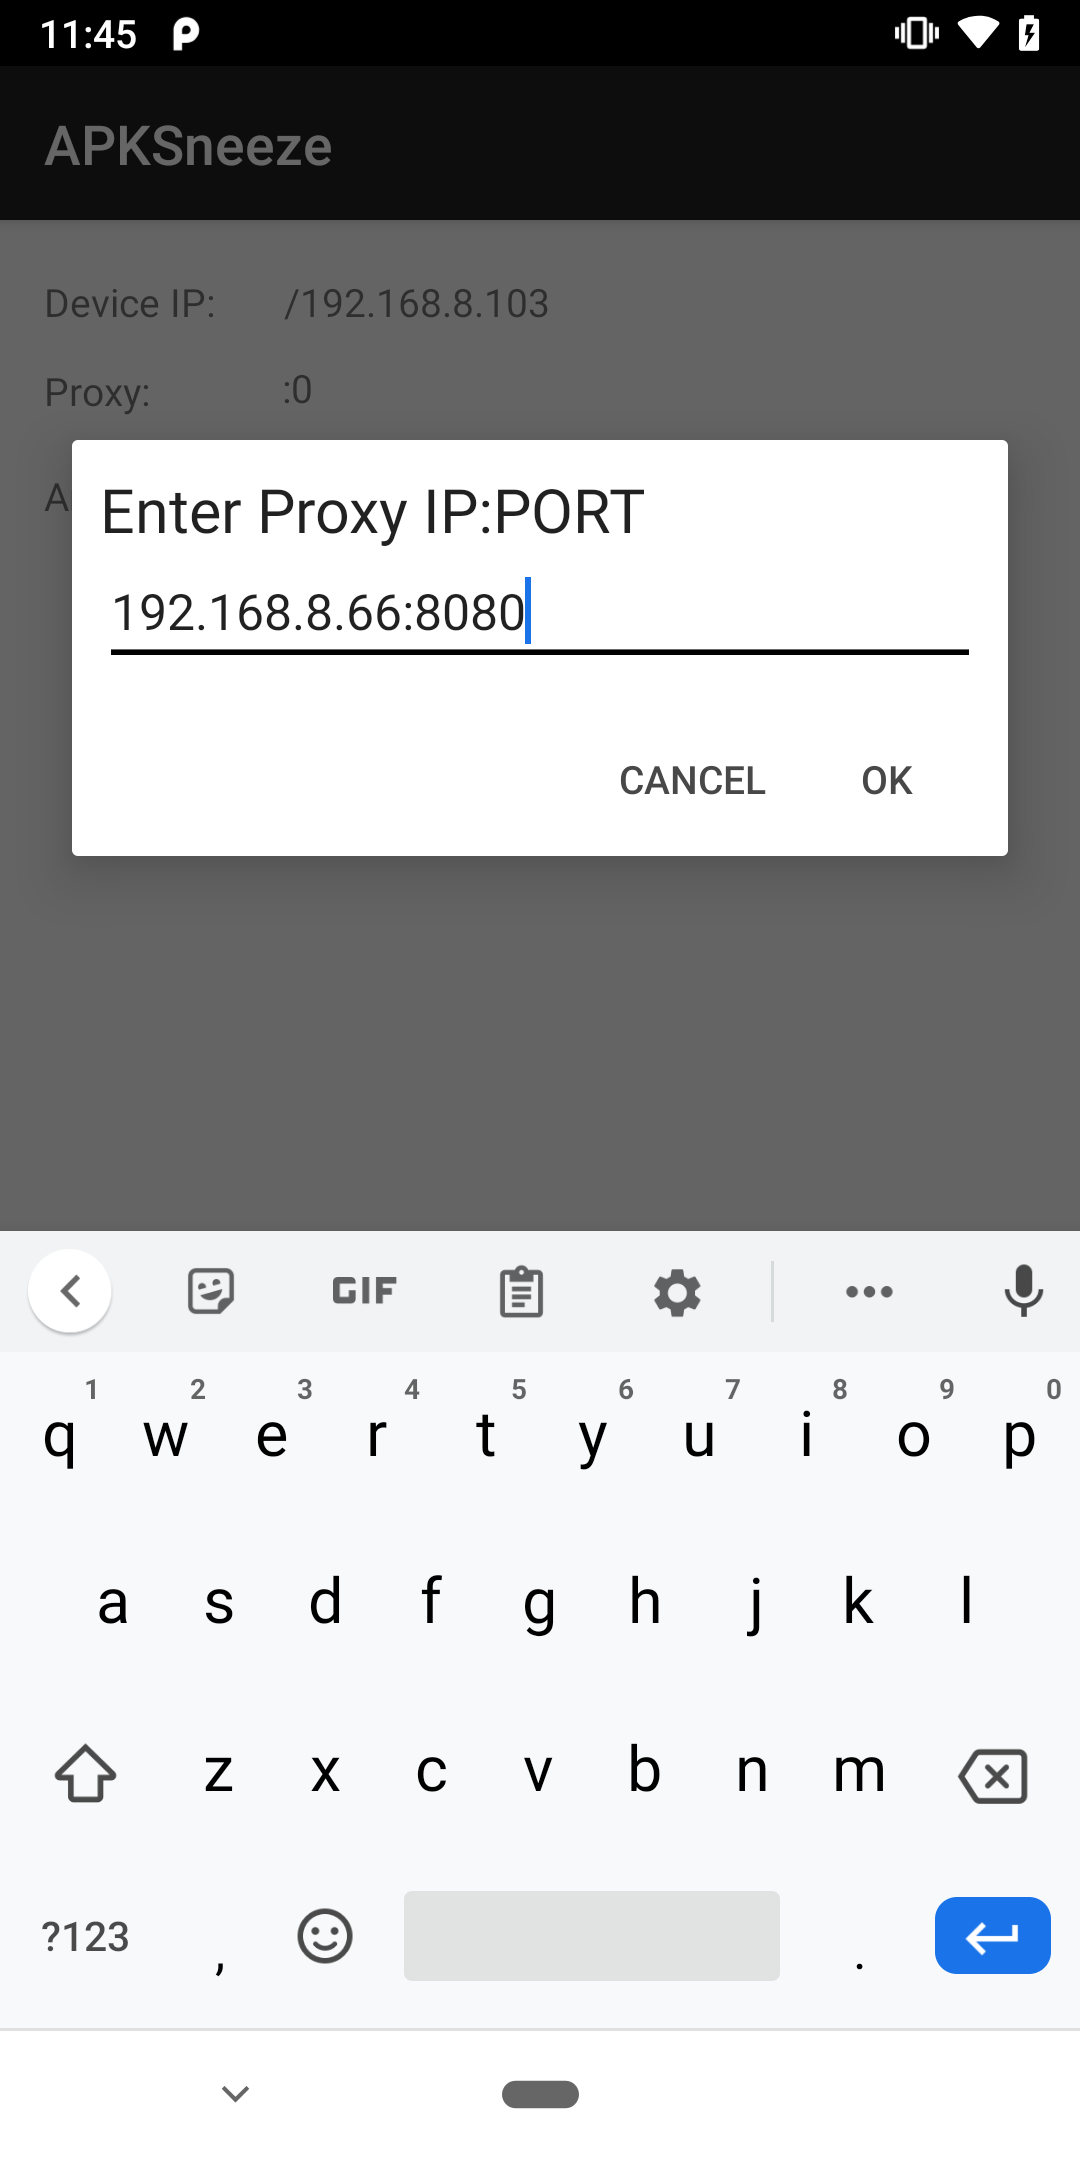 11:45
APKSneeze
Device IP: /192.168.8.103
Proxy: :0
A
Enter Proxy IP:PORT
192.168.8.66:8080
CANCEL OK
GIF
1 2 3 4 5 6 7 8 9 0
q w e r t y u i o p
a s d f g h j k l
z x c v b n m
?123 , .